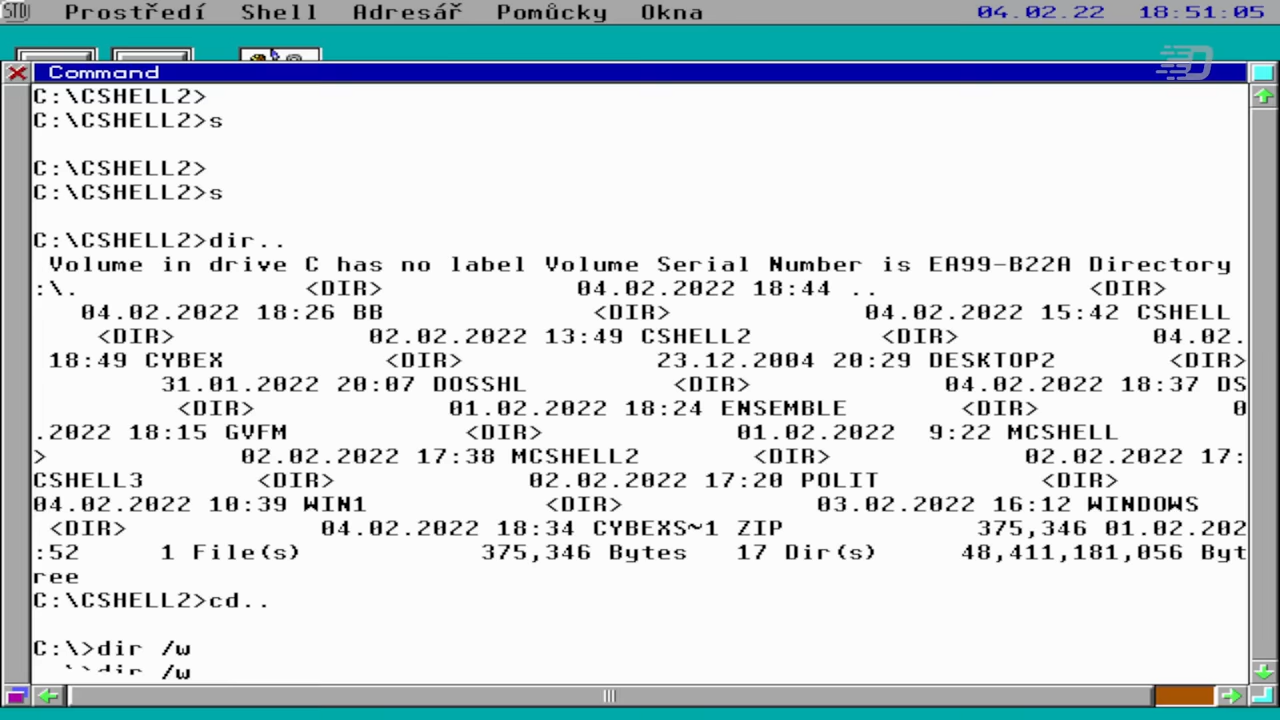 STD Prostředí Shell Adresář Pomůcky Okna 04.02.22 18:51:05
Command
C:\CSHELL2>
C:\CSHELL2>s
C:\CSHELL2>
C:\CSHELL2>s
C:\CSHELL2>dir..
Volume in drive C has no label Volume Serial Number is EA99-B22A Directory
:\. <DIR> 04.02.2022 18:44 .. <DIR>
04.02.2022 18:26 BB <DIR> 04.02.2022 15:42 CSHELL
<DIR> 02.02.2022 13:49 CSHELL2 <DIR> 04.02.
18:49 CYBEX <DIR> 23.12.2004 20:29 DESKTOP2 <DIR>
31.01.2022 20:07 DOSSHL <DIR> 04.02.2022 18:37 DS
<DIR> 01.02.2022 18:24 ENSEMBLE <DIR> 0
.2022 18:15 GVFM <DIR> 01.02.2022 9:22 MCSHELL
> 02.02.2022 17:38 MCSHELL2 <DIR> 02.02.2022 17:
CSHELL3 <DIR> 02.02.2022 17:20 POLIT <DIR>
04.02.2022 10:39 WIN1 <DIR> 03.02.2022 16:12 WINDOWS
<DIR> 04.02.2022 18:34 CYBEXS~1 ZIP 375,346 01.02.202
:52 1 File(s) 375,346 Bytes 17 Dir(s) 48,411,181,056 Byt
ree
C:\CSHELL2>cd..
C:\>dir /w
dir /w